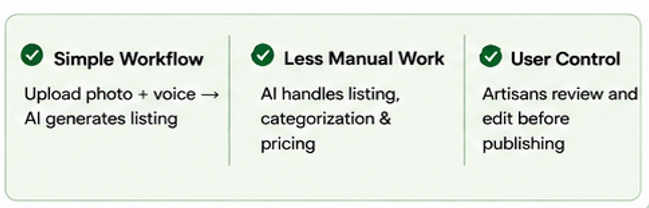 Simple Workflow
Upload photo + voice →
AI generates listing
Less Manual Work
AI handles listing,
categorization &
pricing
User Control
Artisans review and
edit before
publishing